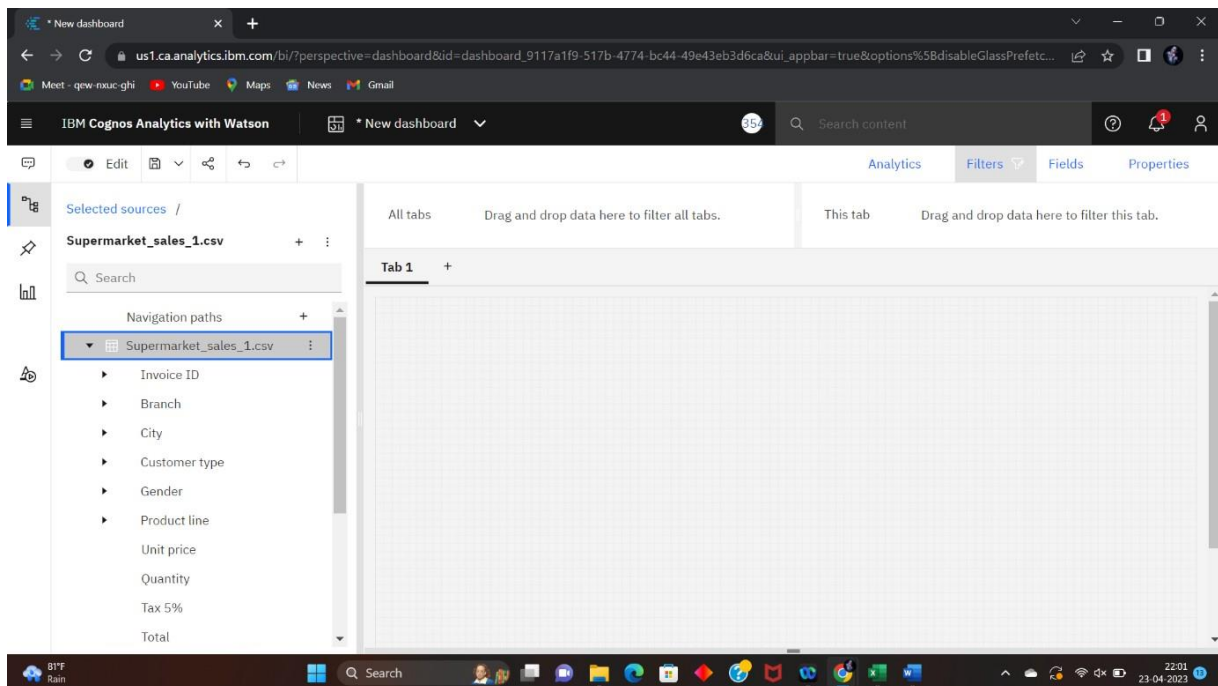 * New dashboard
us1.ca.analytics.ibm.com/bi/?perspective=dashboard&id=dashboard_9117a1f9-517b-4774-bc44-49e43eb3d6ca&ui_appbar=true&options%5BdisableGlassPrefetc...
Meet - qew-nxuc-ghi YouTube Maps News Gmail
IBM Cognos Analytics with Watson * New dashboard 354 Search content 1
Edit Analytics Filters Fields Properties
Selected sources / All tabs Drag and drop data here to filter all tabs. This tab Drag and drop data here to filter this tab.
Supermarket_sales_1.csv
Search Tab 1
Navigation paths
Supermarket_sales_1.csv
Invoice ID
Branch
City
Customer type
Gender
Product line
Unit price
Quantity
Tax 5%
Total
81°F
Rain
Search
22:01
23-04-2023